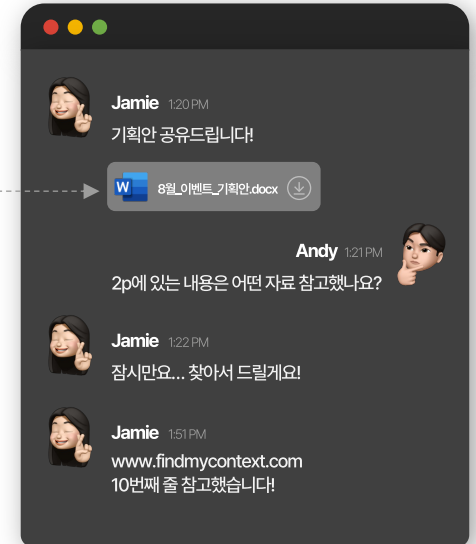 Jamie 1:20 PM
기획안 공유드립니다!
W 8월_이벤트_기획안.docx
Andy 1:21 PM
2p에 있는 내용은 어떤 자료 참고했나요?
Jamie 1:22 PM
잠시만요... 찾아서 드릴게요!
Jamie 1:51 PM
www.findmycontext.com
10번째 줄 참고했습니다!